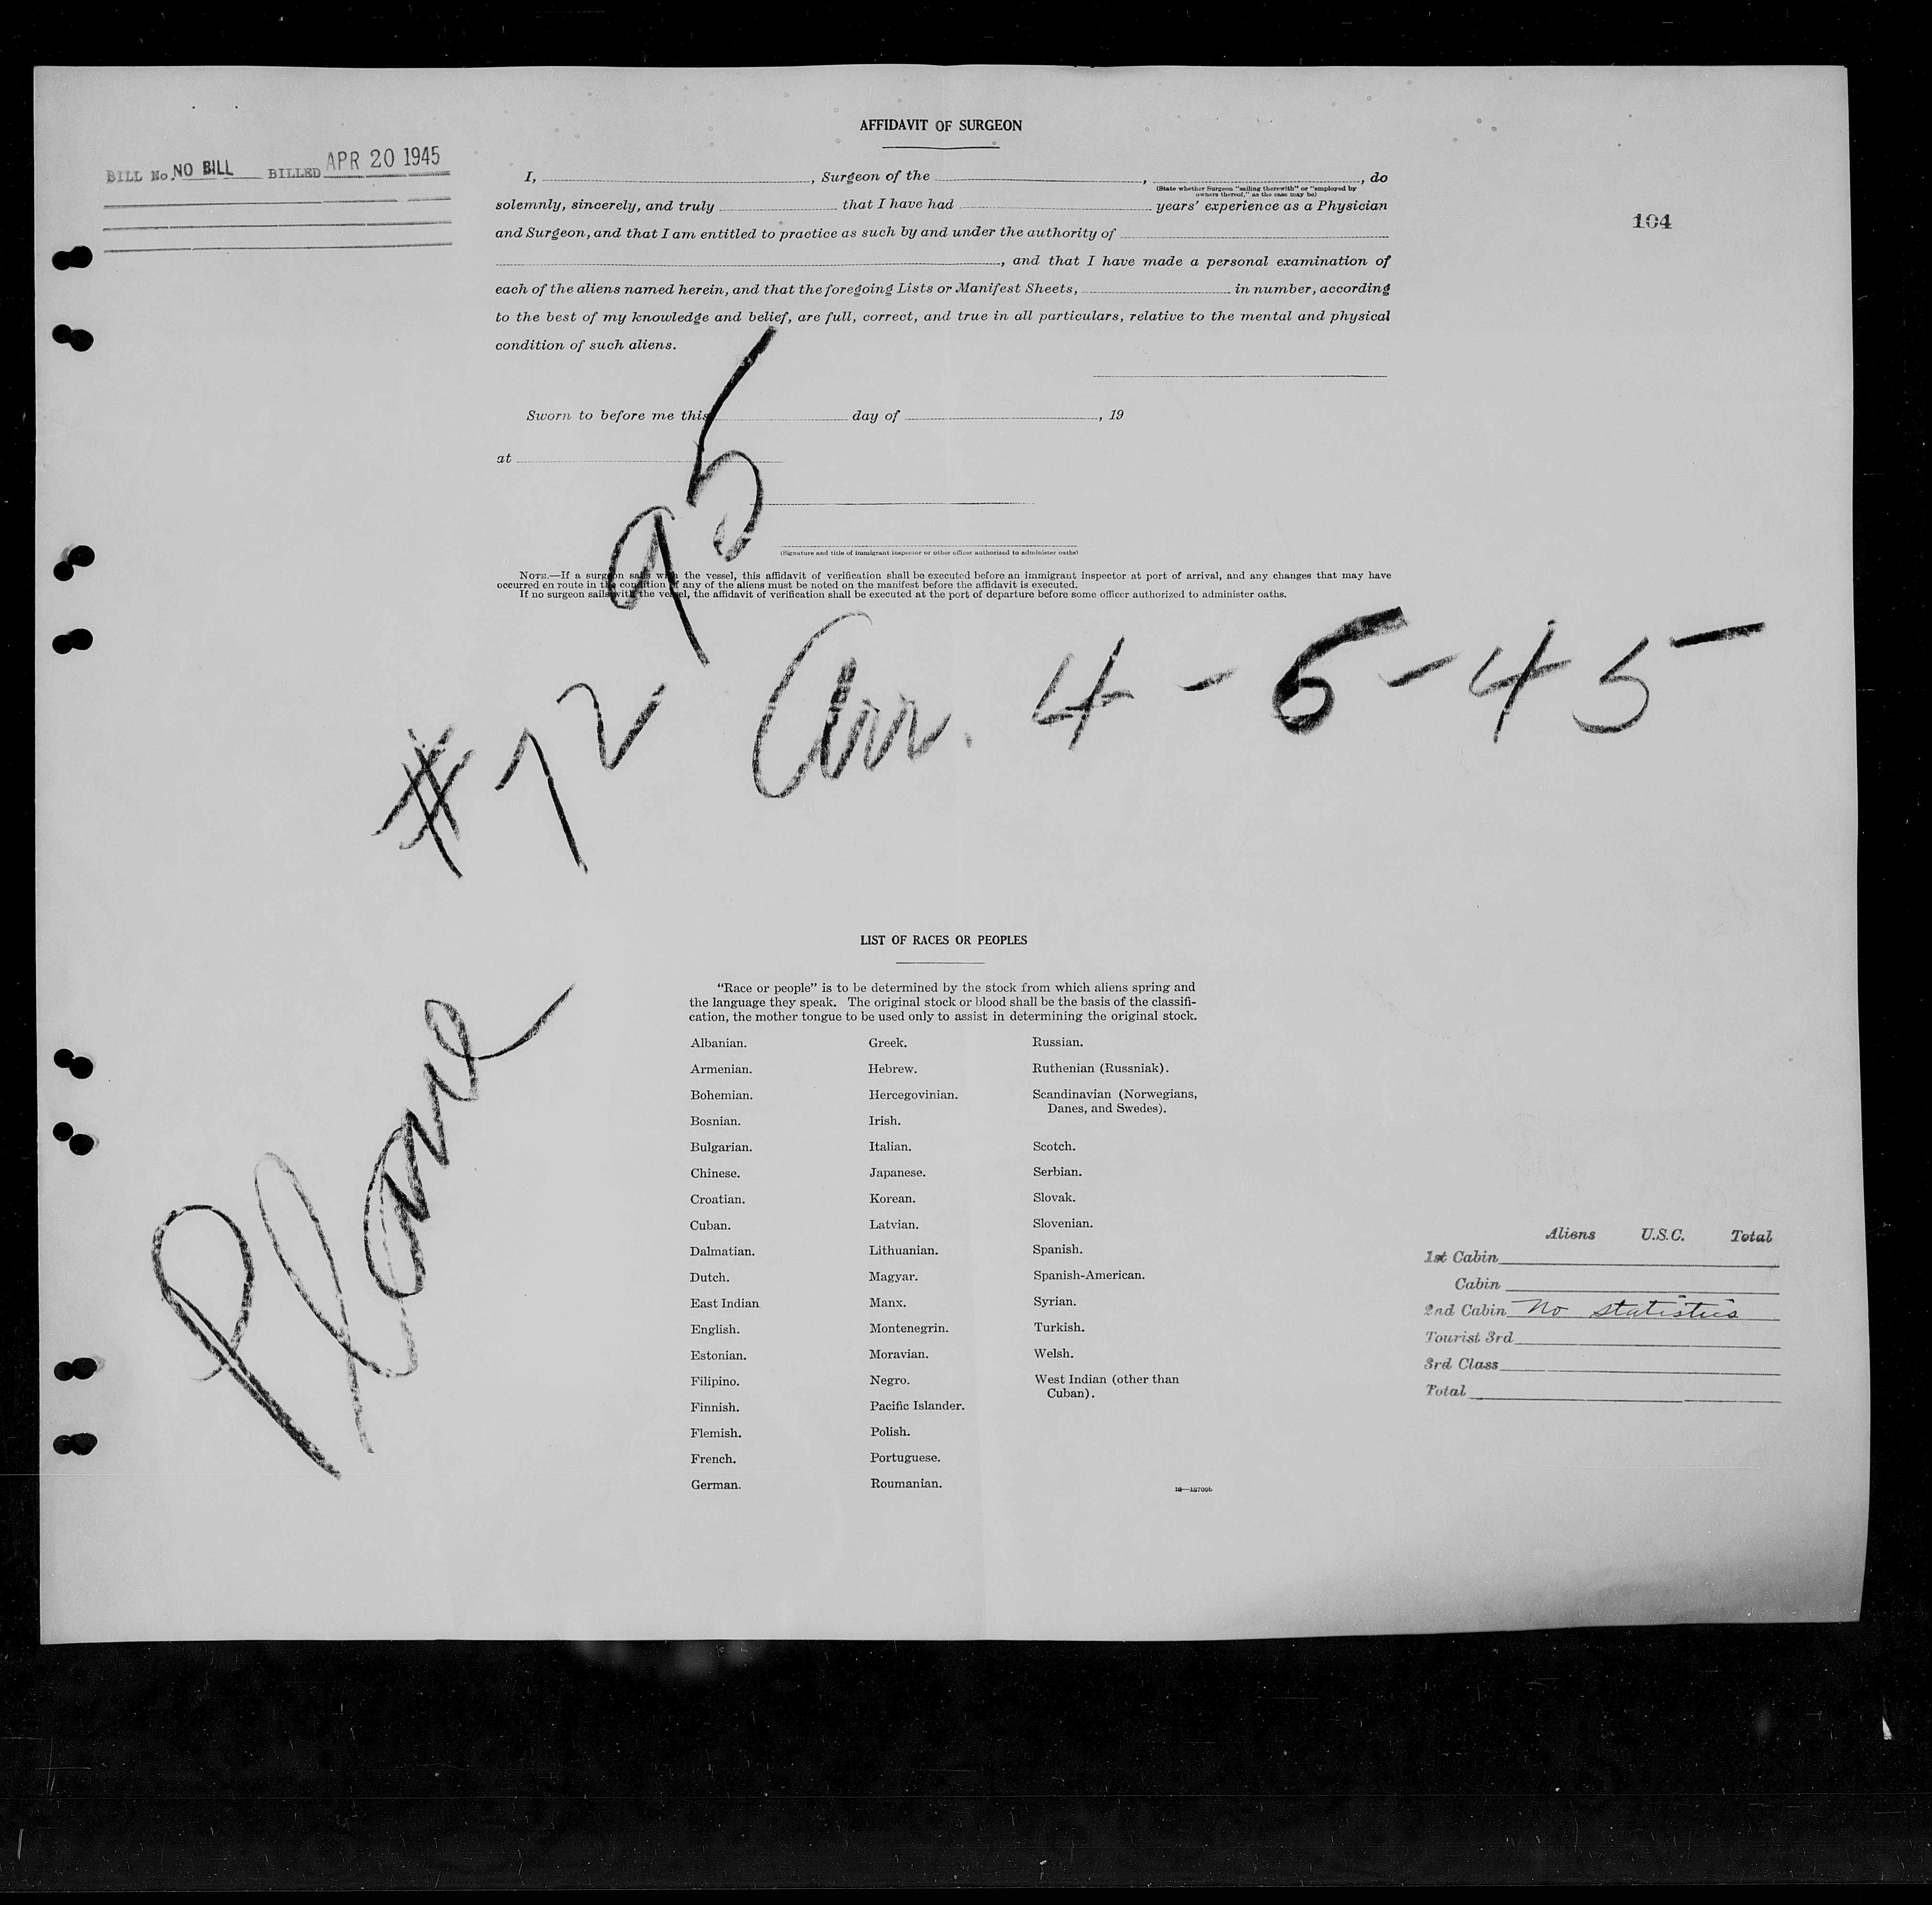 AFFIDAVIT OF SURGEON
BILL No. NO BILL BILLED APR 20 1945
104
I, , Surgeon of the , , do
(State whether Surgeon "sailing therewith" or "employed by
owners thereof," as the case may be)
solemnly, sincerely, and truly that I have had years' experience as a Physician
and Surgeon, and that I am entitled to practice as such by and under the authority of
, and that I have made a personal examination of
each of the aliens named herein, and that the foregoing Lists or Manifest Sheets, in number, according
to the best of my knowledge and belief, are full, correct, and true in all particulars, relative to the mental and physical
condition of such aliens.
Sworn to before me this day of , 19
at
(Signature and title of immigrant inspector or other officer authorized to administer oaths)
NOTE.—If a surgeon sails with the vessel, this affidavit of verification shall be executed before an immigrant inspector at port of arrival, and any changes that may have
occurred en route in the condition of any of the aliens must be noted on the manifest before the affidavit is executed.
If no surgeon sails with the vessel, the affidavit of verification shall be executed at the port of departure before some officer authorized to administer oaths.
Plane #7295
Arr. 4-5-45
LIST OF RACES OR PEOPLES
"Race or people" is to be determined by the stock from which aliens spring and
the language they speak. The original stock or blood shall be the basis of the classifi-
cation, the mother tongue to be used only to assist in determining the original stock.
Albanian.
Armenian.
Bohemian.
Bosnian.
Bulgarian.
Chinese.
Croatian.
Cuban.
Dalmatian.
Dutch.
East Indian
English.
Estonian.
Filipino.
Finnish.
Flemish.
French.
German.
Greek.
Hebrew.
Hercegovinian.
Irish.
Italian.
Japanese.
Korean.
Latvian.
Lithuanian.
Magyar.
Manx.
Montenegrin.
Moravian.
Negro.
Pacific Islander.
Polish.
Portuguese.
Roumanian.
Russian.
Ruthenian (Russniak).
Scandinavian (Norwegians,
Danes, and Swedes).
Scotch.
Serbian.
Slovak.
Slovenian.
Spanish.
Spanish-American.
Syrian.
Turkish.
Welsh.
West Indian (other than
Cuban).
Aliens U.S.C. Total
1st Cabin
Cabin
2nd Cabin No statistics
Tourist 3rd
3rd Class
Total